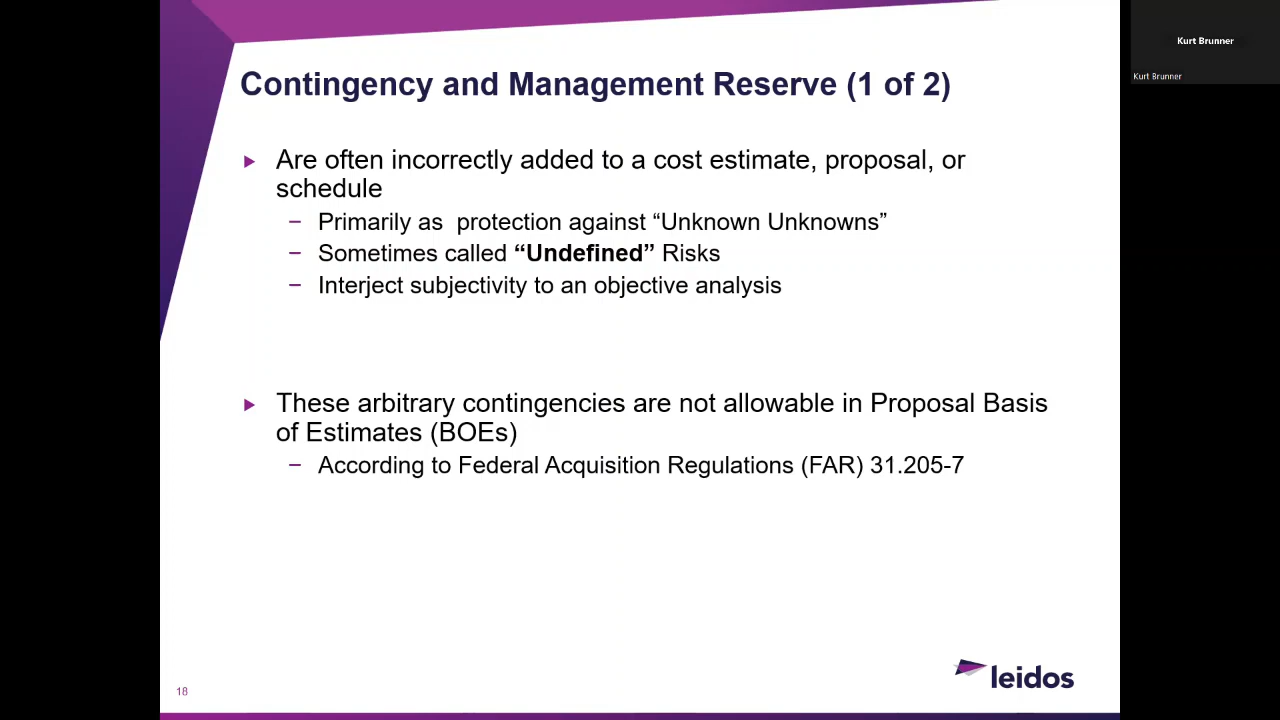 Kurt Brunner
Kurt Brunner
Contingency and Management Reserve (1 of 2)
Are often incorrectly added to a cost estimate, proposal, or
schedule
− Primarily as  protection against “Unknown Unknowns”
− Sometimes called “Undefined” Risks
− Interject subjectivity to an objective analysis
These arbitrary contingencies are not allowable in Proposal Basis
of Estimates (BOEs)
− According to Federal Acquisition Regulations (FAR) 31.205-7
leidos
18